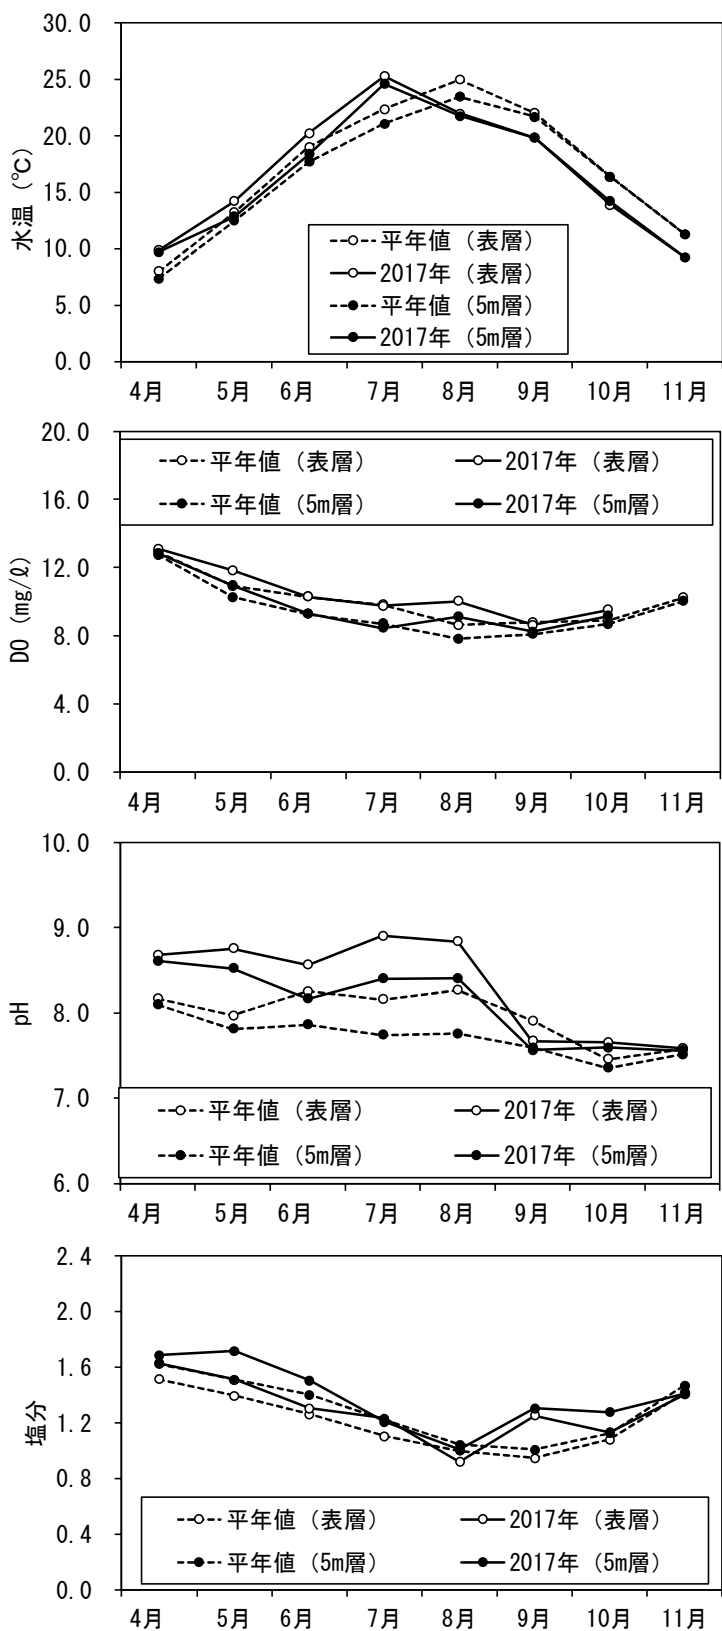 30.0
25.0
20.0
15.0
10.0
5.0
0.0
水温（℃）
平年値（表層）
2017年（表層）
平年値（5m層）
2017年（5m層）
4月 5月 6月 7月 8月 9月 10月 11月
20.0
16.0
12.0
8.0
4.0
0.0
DO（mg/ℓ）
平年値（表層） 2017年（表層）
平年値（5m層） 2017年（5m層）
4月 5月 6月 7月 8月 9月 10月 11月
10.0
9.0
8.0
7.0
6.0
pH
平年値（表層） 2017年（表層）
平年値（5m層） 2017年（5m層）
4月 5月 6月 7月 8月 9月 10月 11月
2.4
2.0
1.6
1.2
0.8
0.4
0.0
塩分
平年値（表層） 2017年（表層）
平年値（5m層） 2017年（5m層）
4月 5月 6月 7月 8月 9月 10月 11月